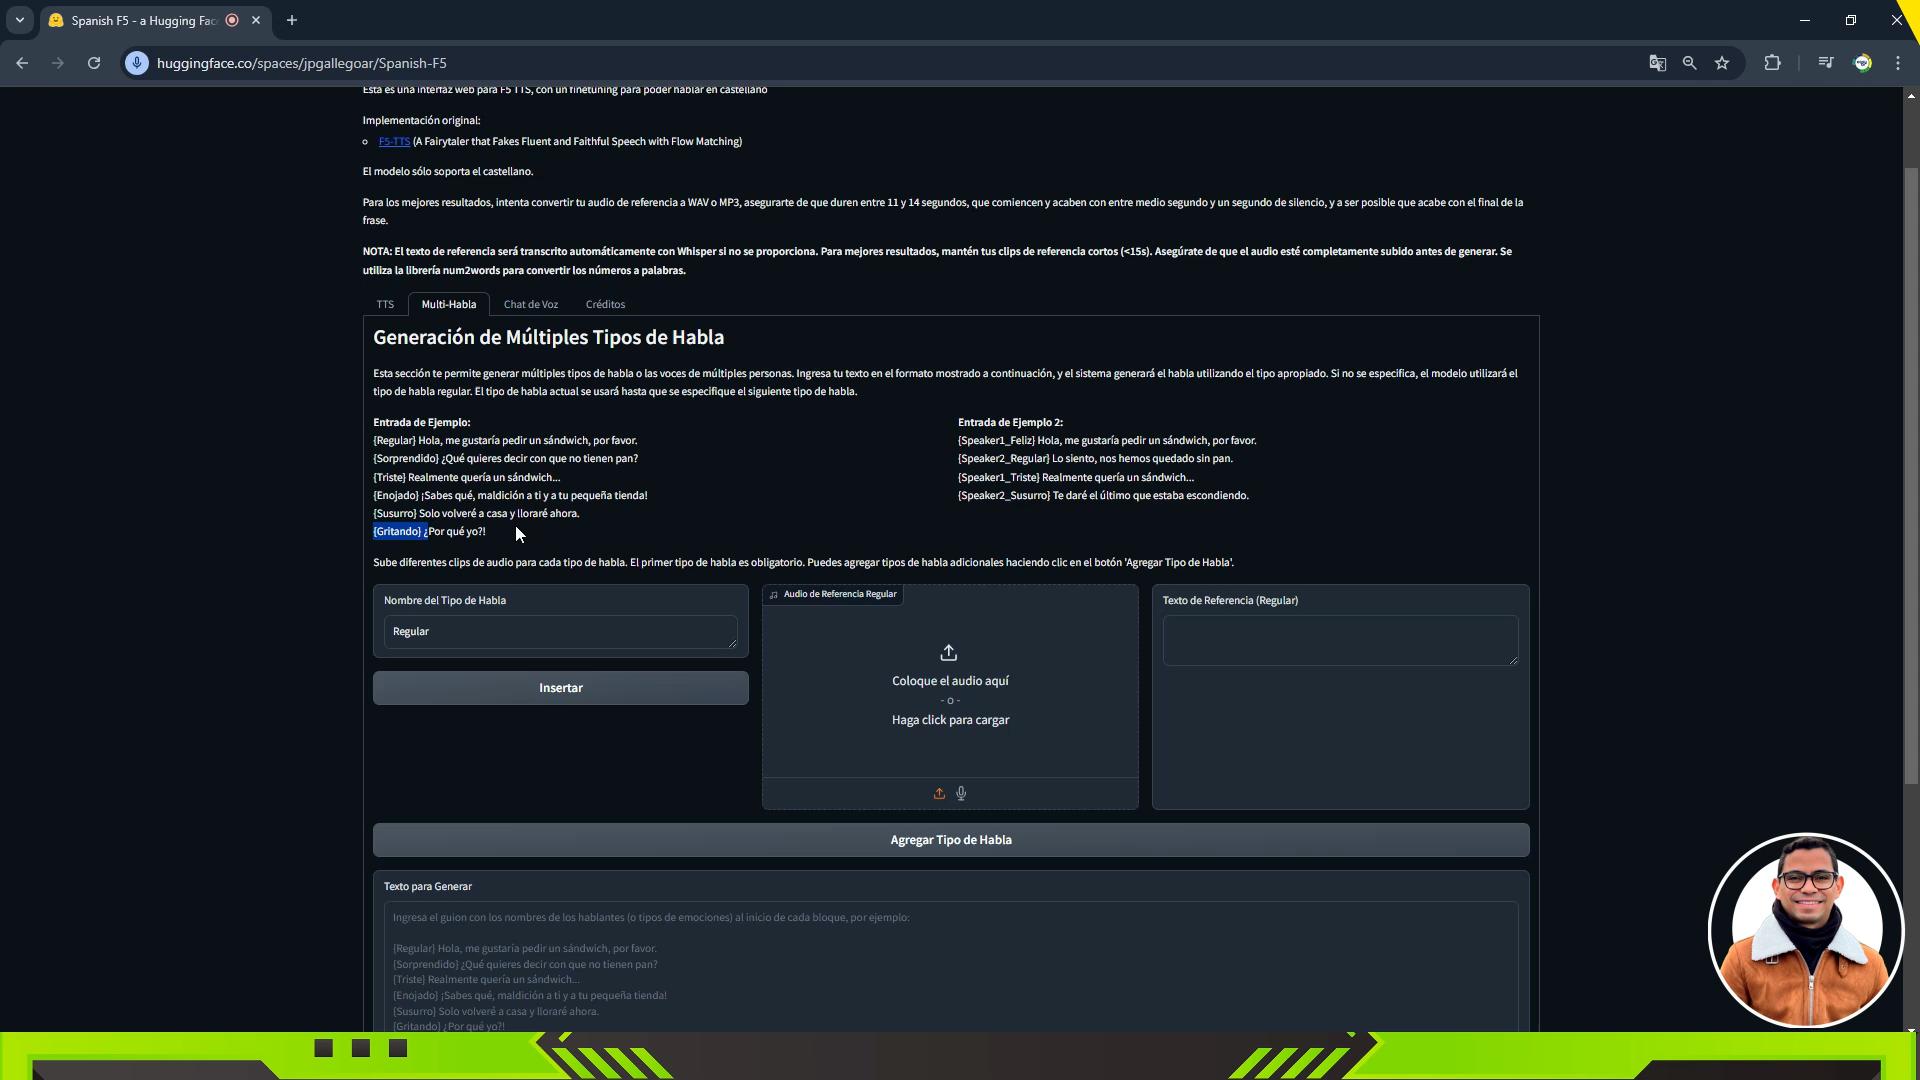 Spanish F5 - a Hugging Fac
huggingface.co/spaces/jpgallegoar/Spanish-F5
Esta es una interfaz web para F5 TTS, con un finetuning para poder hablar en castellano
Implementación original:
F5-TTS (A Fairytaler that Fakes Fluent and Faithful Speech with Flow Matching)
El modelo sólo soporta el castellano.
Para los mejores resultados, intenta convertir tu audio de referencia a WAV o MP3, asegurarte de que duren entre 11 y 14 segundos, que comiencen y acaben con entre medio segundo y un segundo de silencio, y a ser posible que acabe con el final de la
frase.
NOTA: El texto de referencia será transcrito automáticamente con Whisper si no se proporciona. Para mejores resultados, mantén tus clips de referencia cortos (<15s). Asegúrate de que el audio esté completamente subido antes de generar. Se
utiliza la librería num2words para convertir los números a palabras.
TTS Multi-Habla Chat de Voz Créditos
Generación de Múltiples Tipos de Habla
Esta sección te permite generar múltiples tipos de habla o las voces de múltiples personas. Ingresa tu texto en el formato mostrado a continuación, y el sistema generará el habla utilizando el tipo apropiado. Si no se especifica, el modelo utilizará el
tipo de habla regular. El tipo de habla actual se usará hasta que se especifique el siguiente tipo de habla.
Entrada de Ejemplo:
{Regular} Hola, me gustaría pedir un sándwich, por favor.
{Sorprendido} ¿Qué quieres decir con que no tienen pan?
{Triste} Realmente quería un sándwich...
{Enojado} ¡Sabes qué, maldición a ti y a tu pequeña tienda!
{Susurro} Solo volveré a casa y lloraré ahora.
{Gritando} ¿Por qué yo?!
Entrada de Ejemplo 2:
{Speaker1_Feliz} Hola, me gustaría pedir un sándwich, por favor.
{Speaker2_Regular} Lo siento, nos hemos quedado sin pan.
{Speaker1_Triste} Realmente quería un sándwich...
{Speaker2_Susurro} Te daré el último que estaba escondiendo.
Sube diferentes clips de audio para cada tipo de habla. El primer tipo de habla es obligatorio. Puedes agregar tipos de habla adicionales haciendo clic en el botón 'Agregar Tipo de Habla'.
Nombre del Tipo de Habla
Regular
Insertar
Audio de Referencia Regular
Coloque el audio aquí
- o -
Haga click para cargar
Texto de Referencia (Regular)
Agregar Tipo de Habla
Texto para Generar
Ingresa el guion con los nombres de los hablantes (o tipos de emociones) al inicio de cada bloque, por ejemplo:
{Regular} Hola, me gustaría pedir un sándwich, por favor.
{Sorprendido} ¿Qué quieres decir con que no tienen pan?
{Triste} Realmente quería un sándwich...
{Enojado} ¡Sabes qué, maldición a ti y a tu pequeña tienda!
{Susurro} Solo volveré a casa y lloraré ahora.
{Gritando} ¿Por qué yo?!